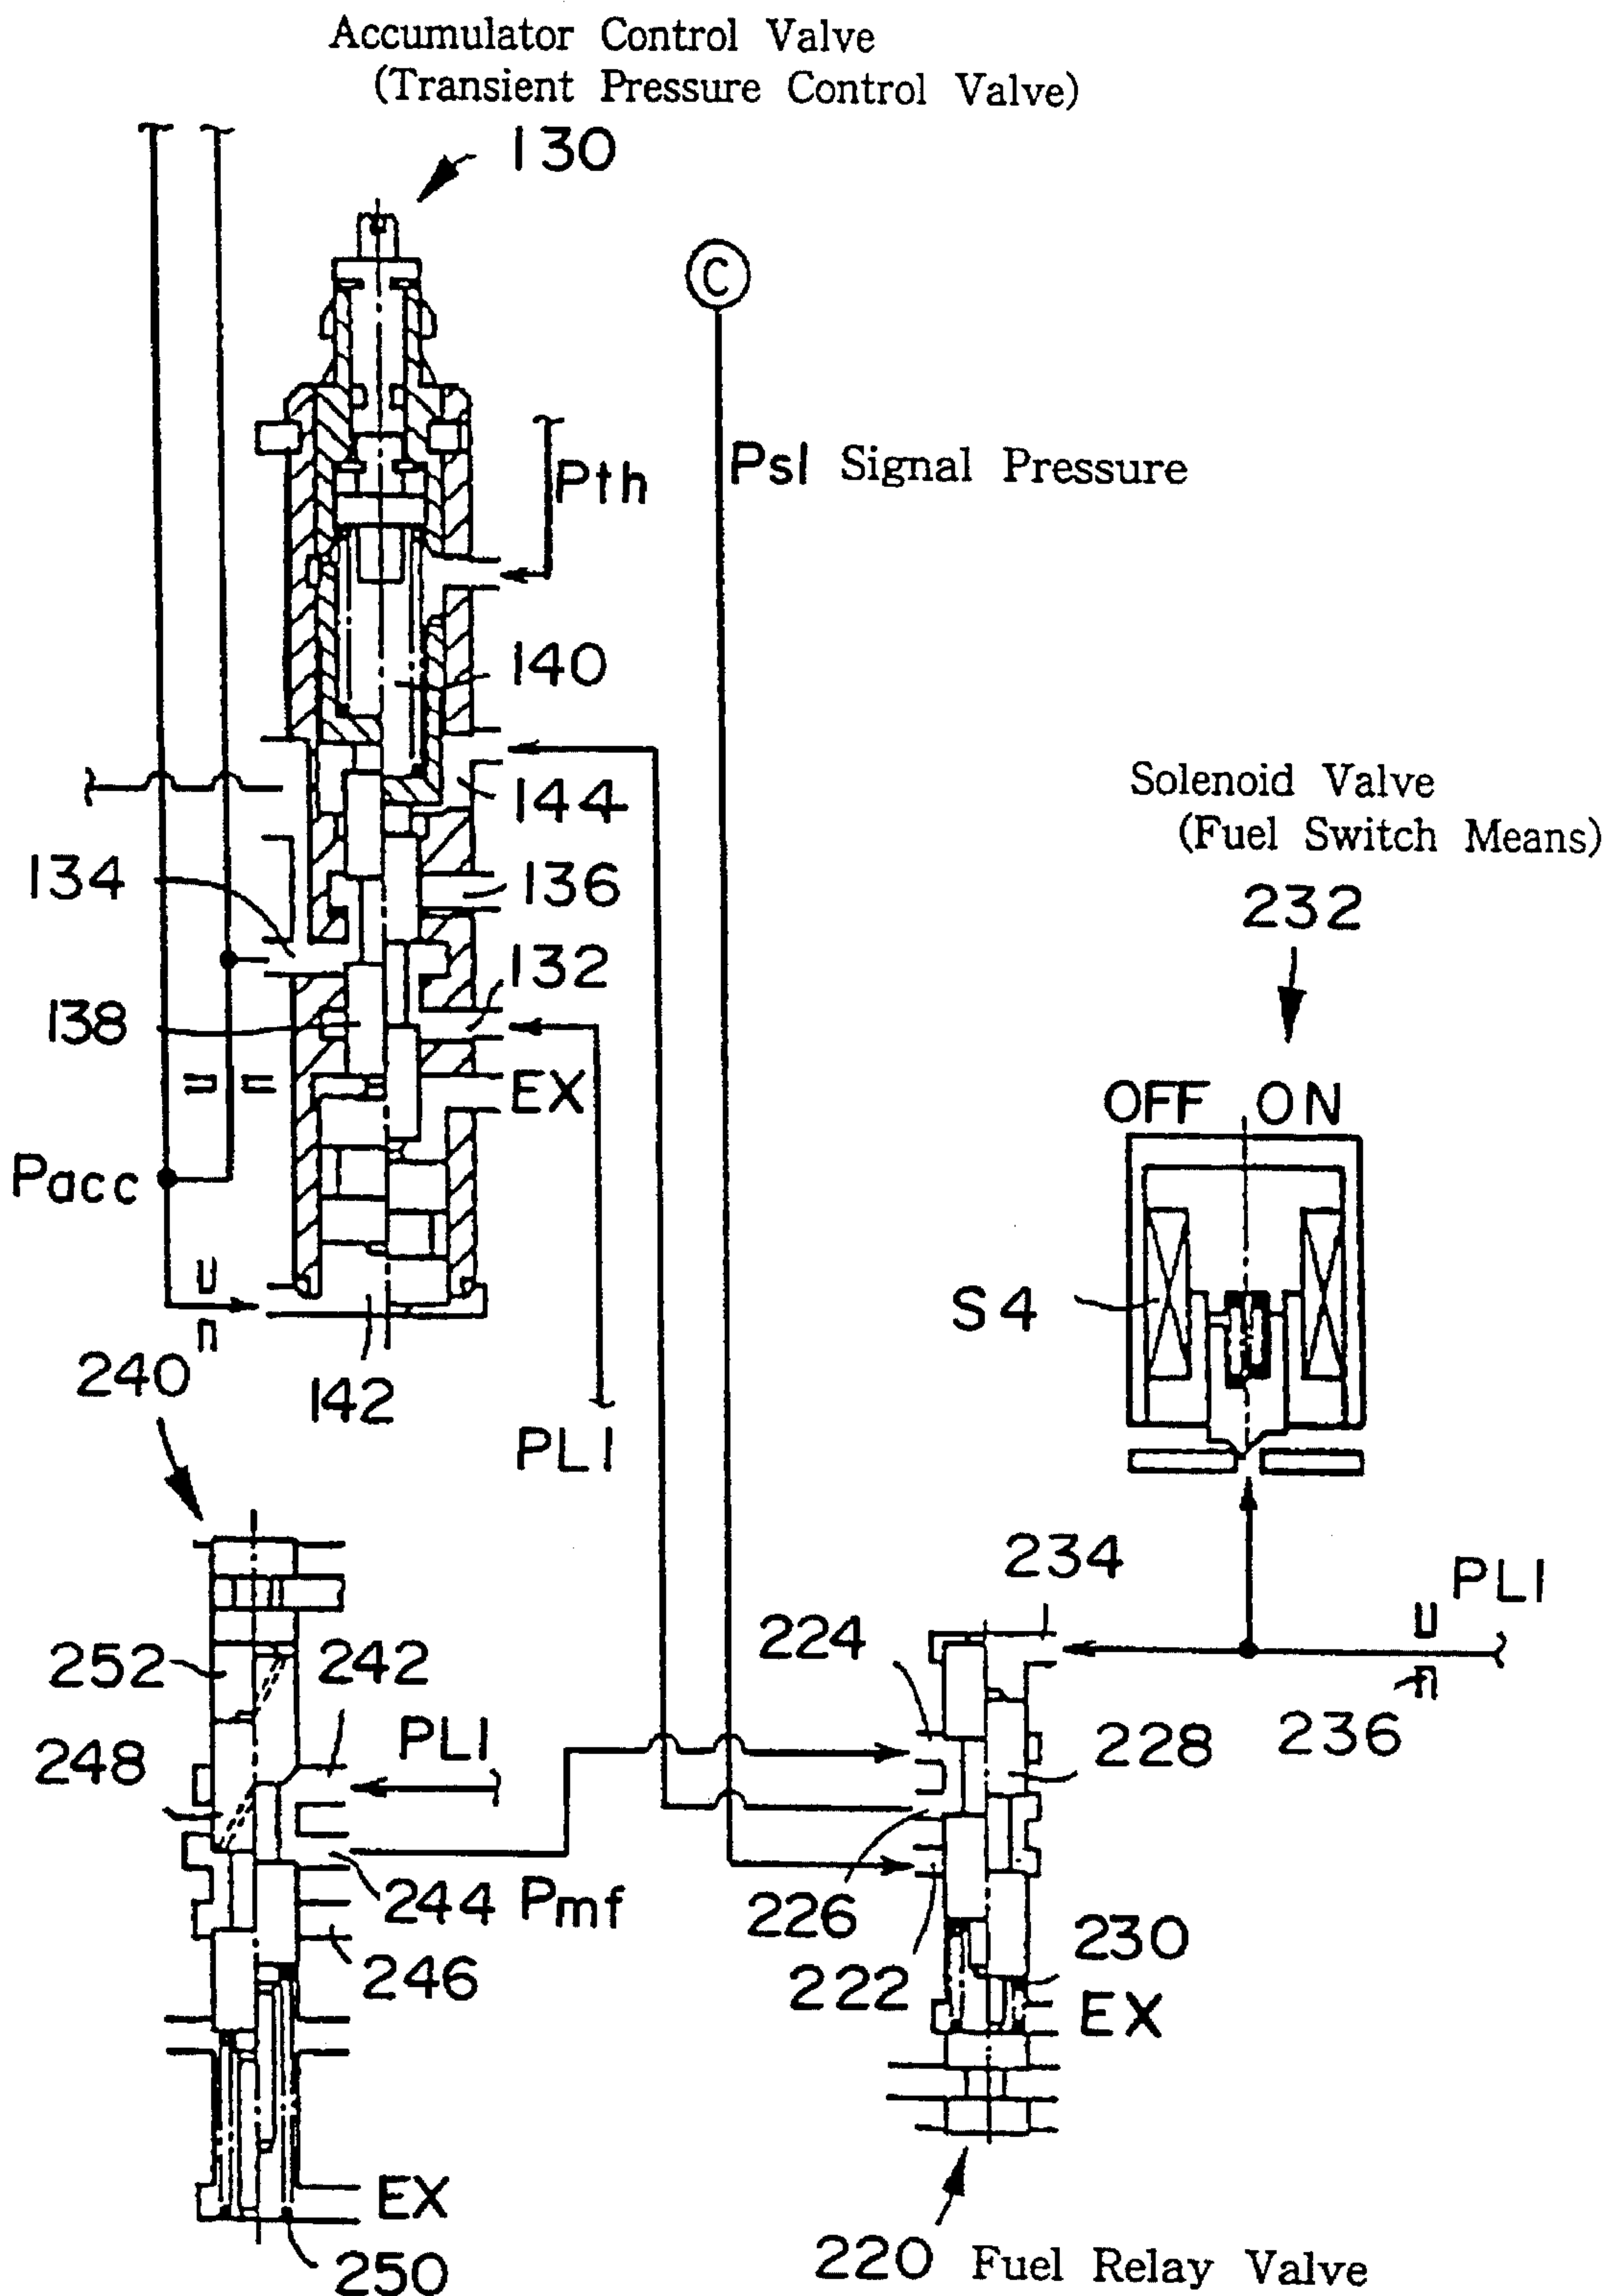 Accumulator Control Valve
(Transient Pressure Control Valve)
130
C
Psl Signal Pressure
Pth
140
Solenoid Valve
(Fuel Switch Means)
144
134
136
232
132
138
EX
OFF ON
Pacc
S4
240
142
PL1
234
PL1
224
252
242
PL1
236
248
228
244 Pmf
226
230
246
222
EX
EX
220 Fuel Relay Valve
250